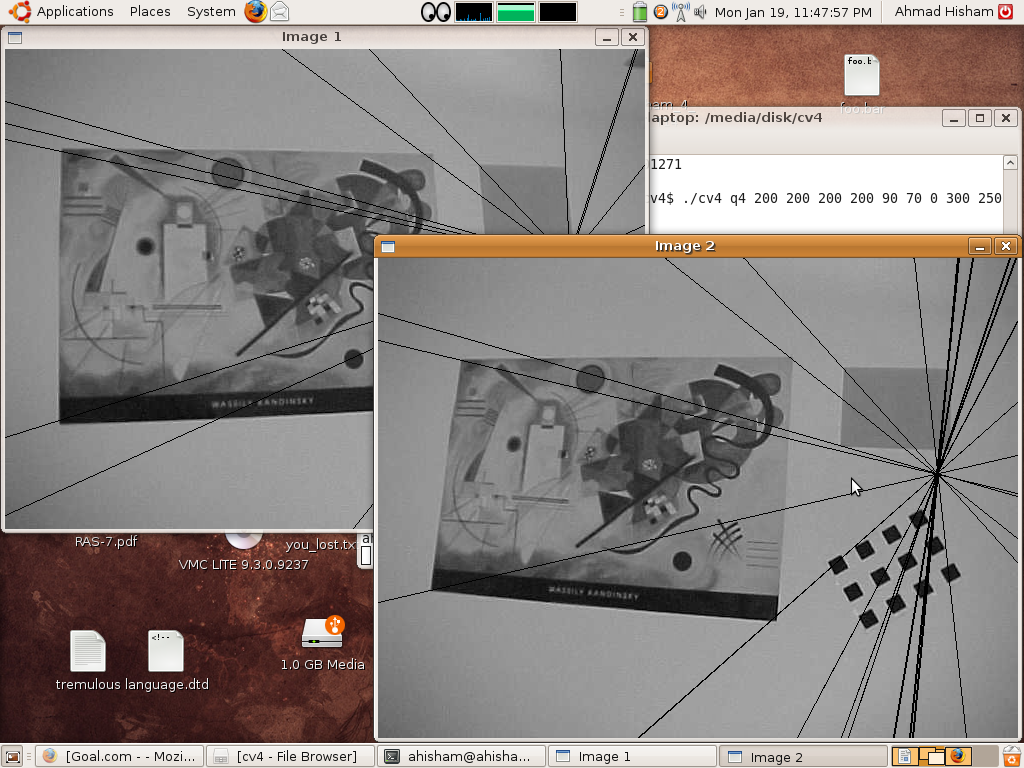 Applications Places System Mon Jan 19, 11:47:57 PM Ahmad Hisham
Image 1
foo.b
foo.bar
aptop: /media/disk/cv4
1271
v4$ ./cv4 q4 200 200 200 200 90 70 0 300 250
Image 2
WASSILY KANDINSKY
WASSILY KANDINSKY
RAS-7.pdf
you_lost.tx
VMC LITE 9.3.0.9237
<!--
1.0 GB Media
tremulous
language.dtd
[Goal.com - - Mozi...
[cv4 - File Browser]
ahisham@ahisha...
Image 1
Image 2